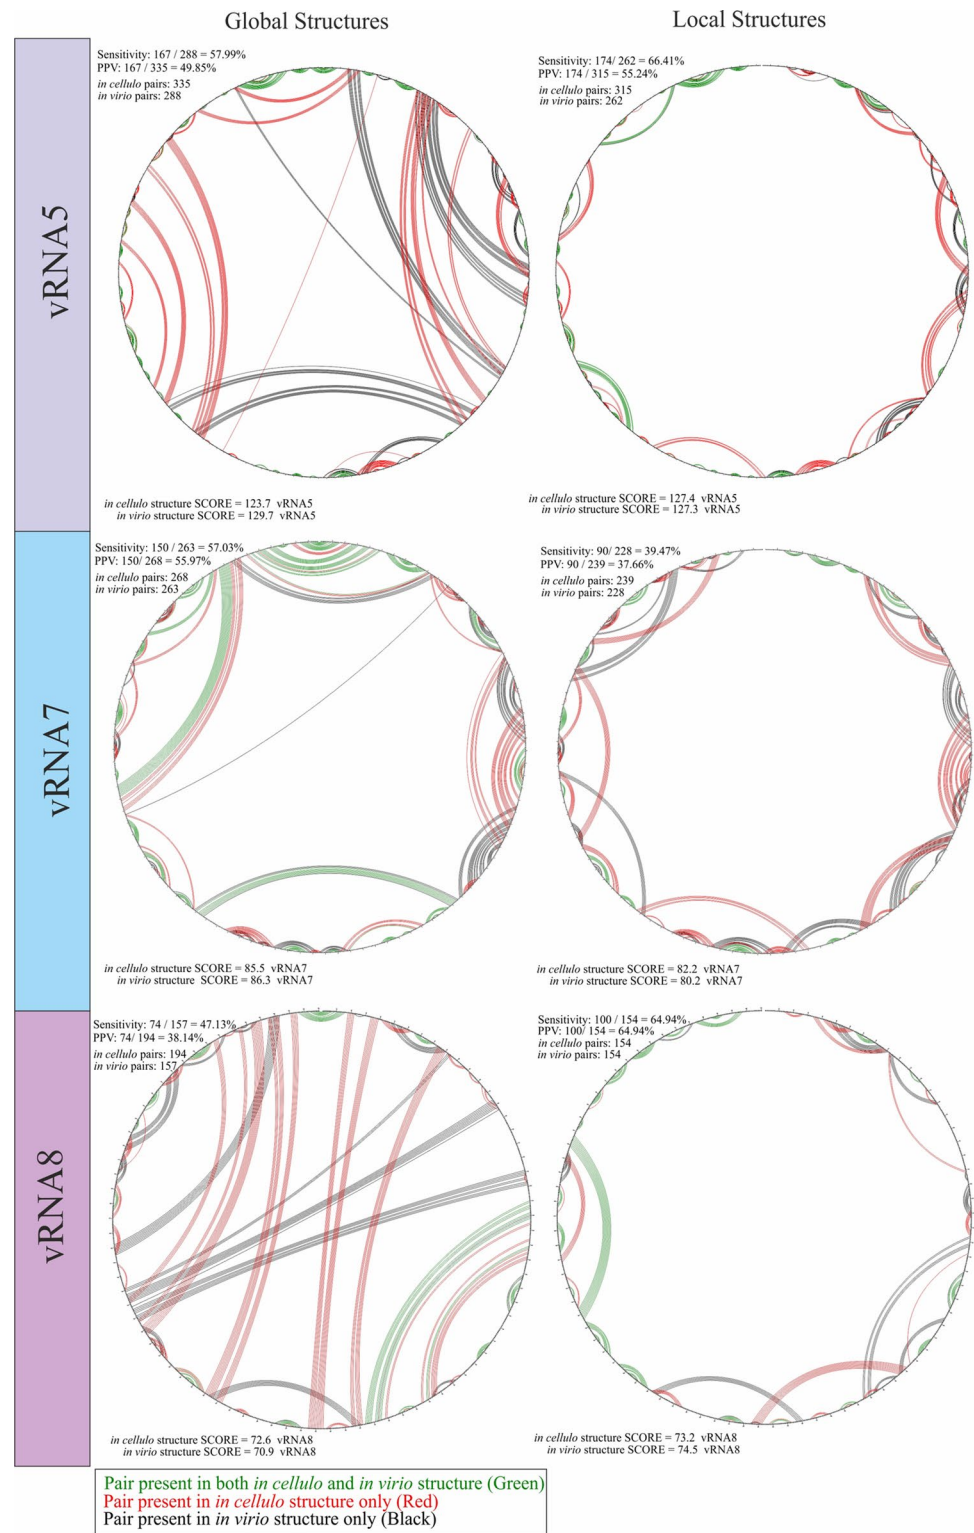 Global Structures
Local Structures
vRNA5
Sensitivity: 167 / 288 = 57.99%
PPV: 167 / 335 = 49.85%
in cellulo pairs: 335
in virio pairs: 288
in cellulo structure SCORE = 123.7 vRNA5
in virio structure SCORE = 129.7 vRNA5
Sensitivity: 174/ 262 = 66.41%
PPV: 174 / 315 = 55.24%
in cellulo pairs: 315
in virio pairs: 262
in cellulo structure SCORE = 127.4 vRNA5
in virio structure SCORE = 127.3 vRNA5
vRNA7
Sensitivity: 150 / 263 = 57.03%
PPV: 150/ 268 = 55.97%
in cellulo pairs: 268
in virio pairs: 263
in cellulo structure SCORE = 85.5 vRNA7
in virio structure SCORE = 86.3 vRNA7
Sensitivity: 90/ 228 = 39.47%
PPV: 90 / 239 = 37.66%
in cellulo pairs: 239
in virio pairs: 228
in cellulo structure SCORE = 82.2 vRNA7
in virio structure SCORE = 80.2 vRNA7
vRNA8
Sensitivity: 74 / 157 = 47.13%
PPV: 74/ 194 = 38.14%
in cellulo pairs: 194
in virio pairs: 157
in cellulo structure SCORE = 72.6 vRNA8
in virio structure SCORE = 70.9 vRNA8
Sensitivity: 100 / 154 = 64.94%
PPV: 100/ 154 = 64.94%
in cellulo pairs: 154
in virio pairs: 154
in cellulo structure SCORE = 73.2 vRNA8
in virio structure SCORE = 74.5 vRNA8
Pair present in both in cellulo and in virio structure (Green)
Pair present in in cellulo structure only (Red)
Pair present in in virio structure only (Black)